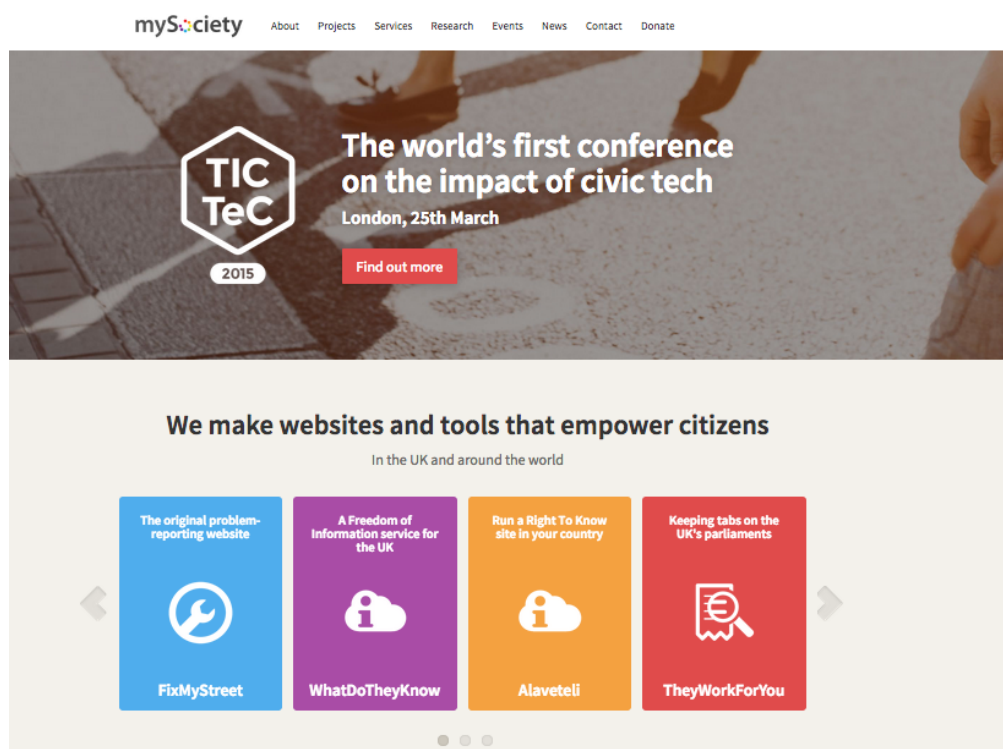 mySociety
About Projects Services Research Events News Contact Donate
TIC
TeC
2015
The world's first conference
on the impact of civic tech
London, 25th March
Find out more
We make websites and tools that empower citizens
In the UK and around the world
The original problem-
reporting website
FixMyStreet
A Freedom of
Information service for
the UK
WhatDoTheyKnow
Run a Right To Know
site in your country
Alaveteli
Keeping tabs on the
UK's parliaments
TheyWorkForYou